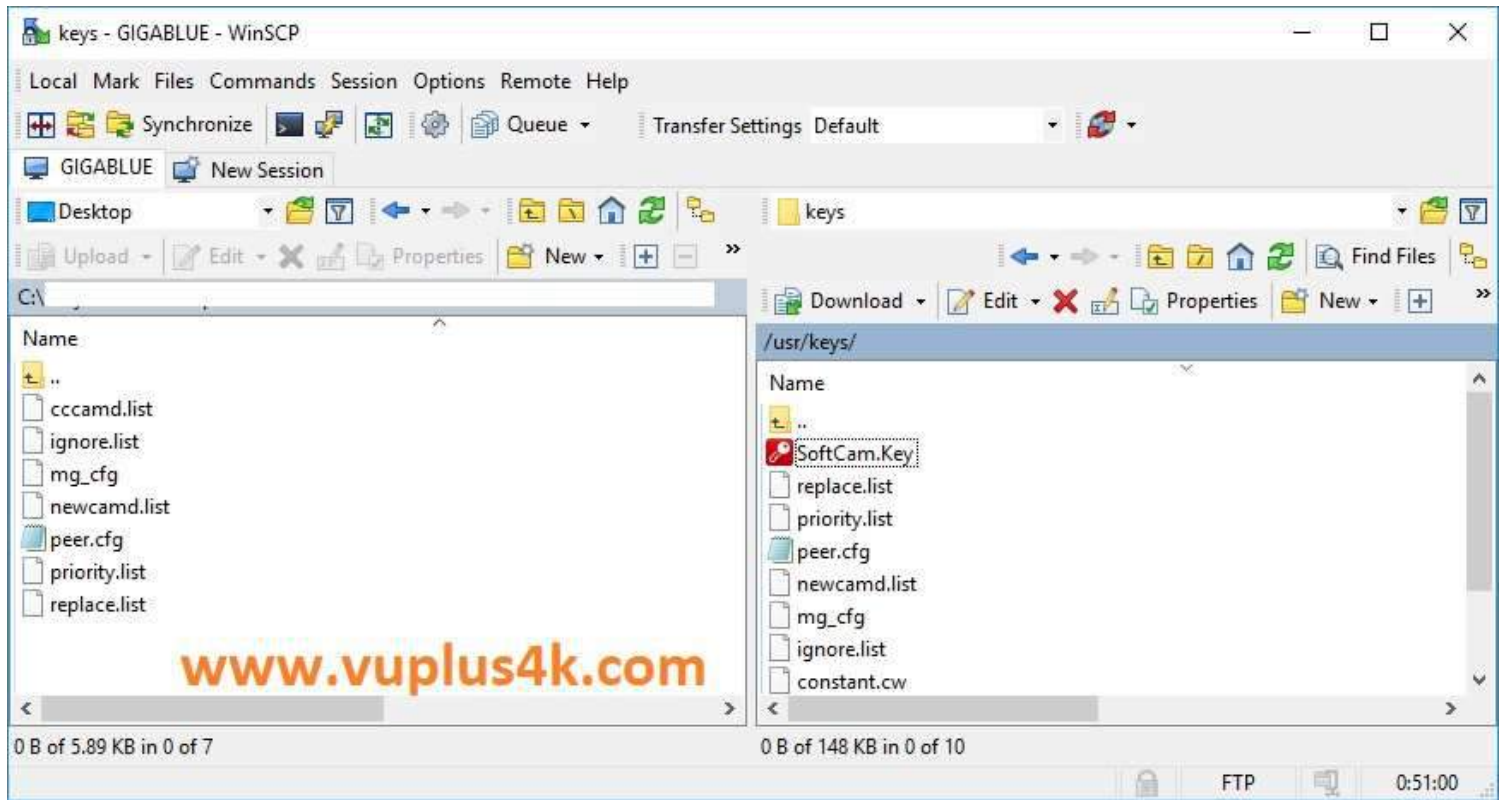 keys - GIGABLUE - WinSCP
Local Mark Files Commands Session Options Remote Help
Synchronize Queue Transfer Settings Default
GIGABLUE New Session
Desktop
Upload Edit Properties New »
C:\
Name
..
cccamd.list
ignore.list
mg_cfg
newcamd.list
peer.cfg
priority.list
replace.list
www.vuplus4k.com
0 B of 5.89 KB in 0 of 7
keys
Find Files
Download Edit Properties New »
/usr/keys/
Name
..
SoftCam.Key
replace.list
priority.list
peer.cfg
newcamd.list
mg_cfg
ignore.list
constant.cw
0 B of 148 KB in 0 of 10
FTP 0:51:00